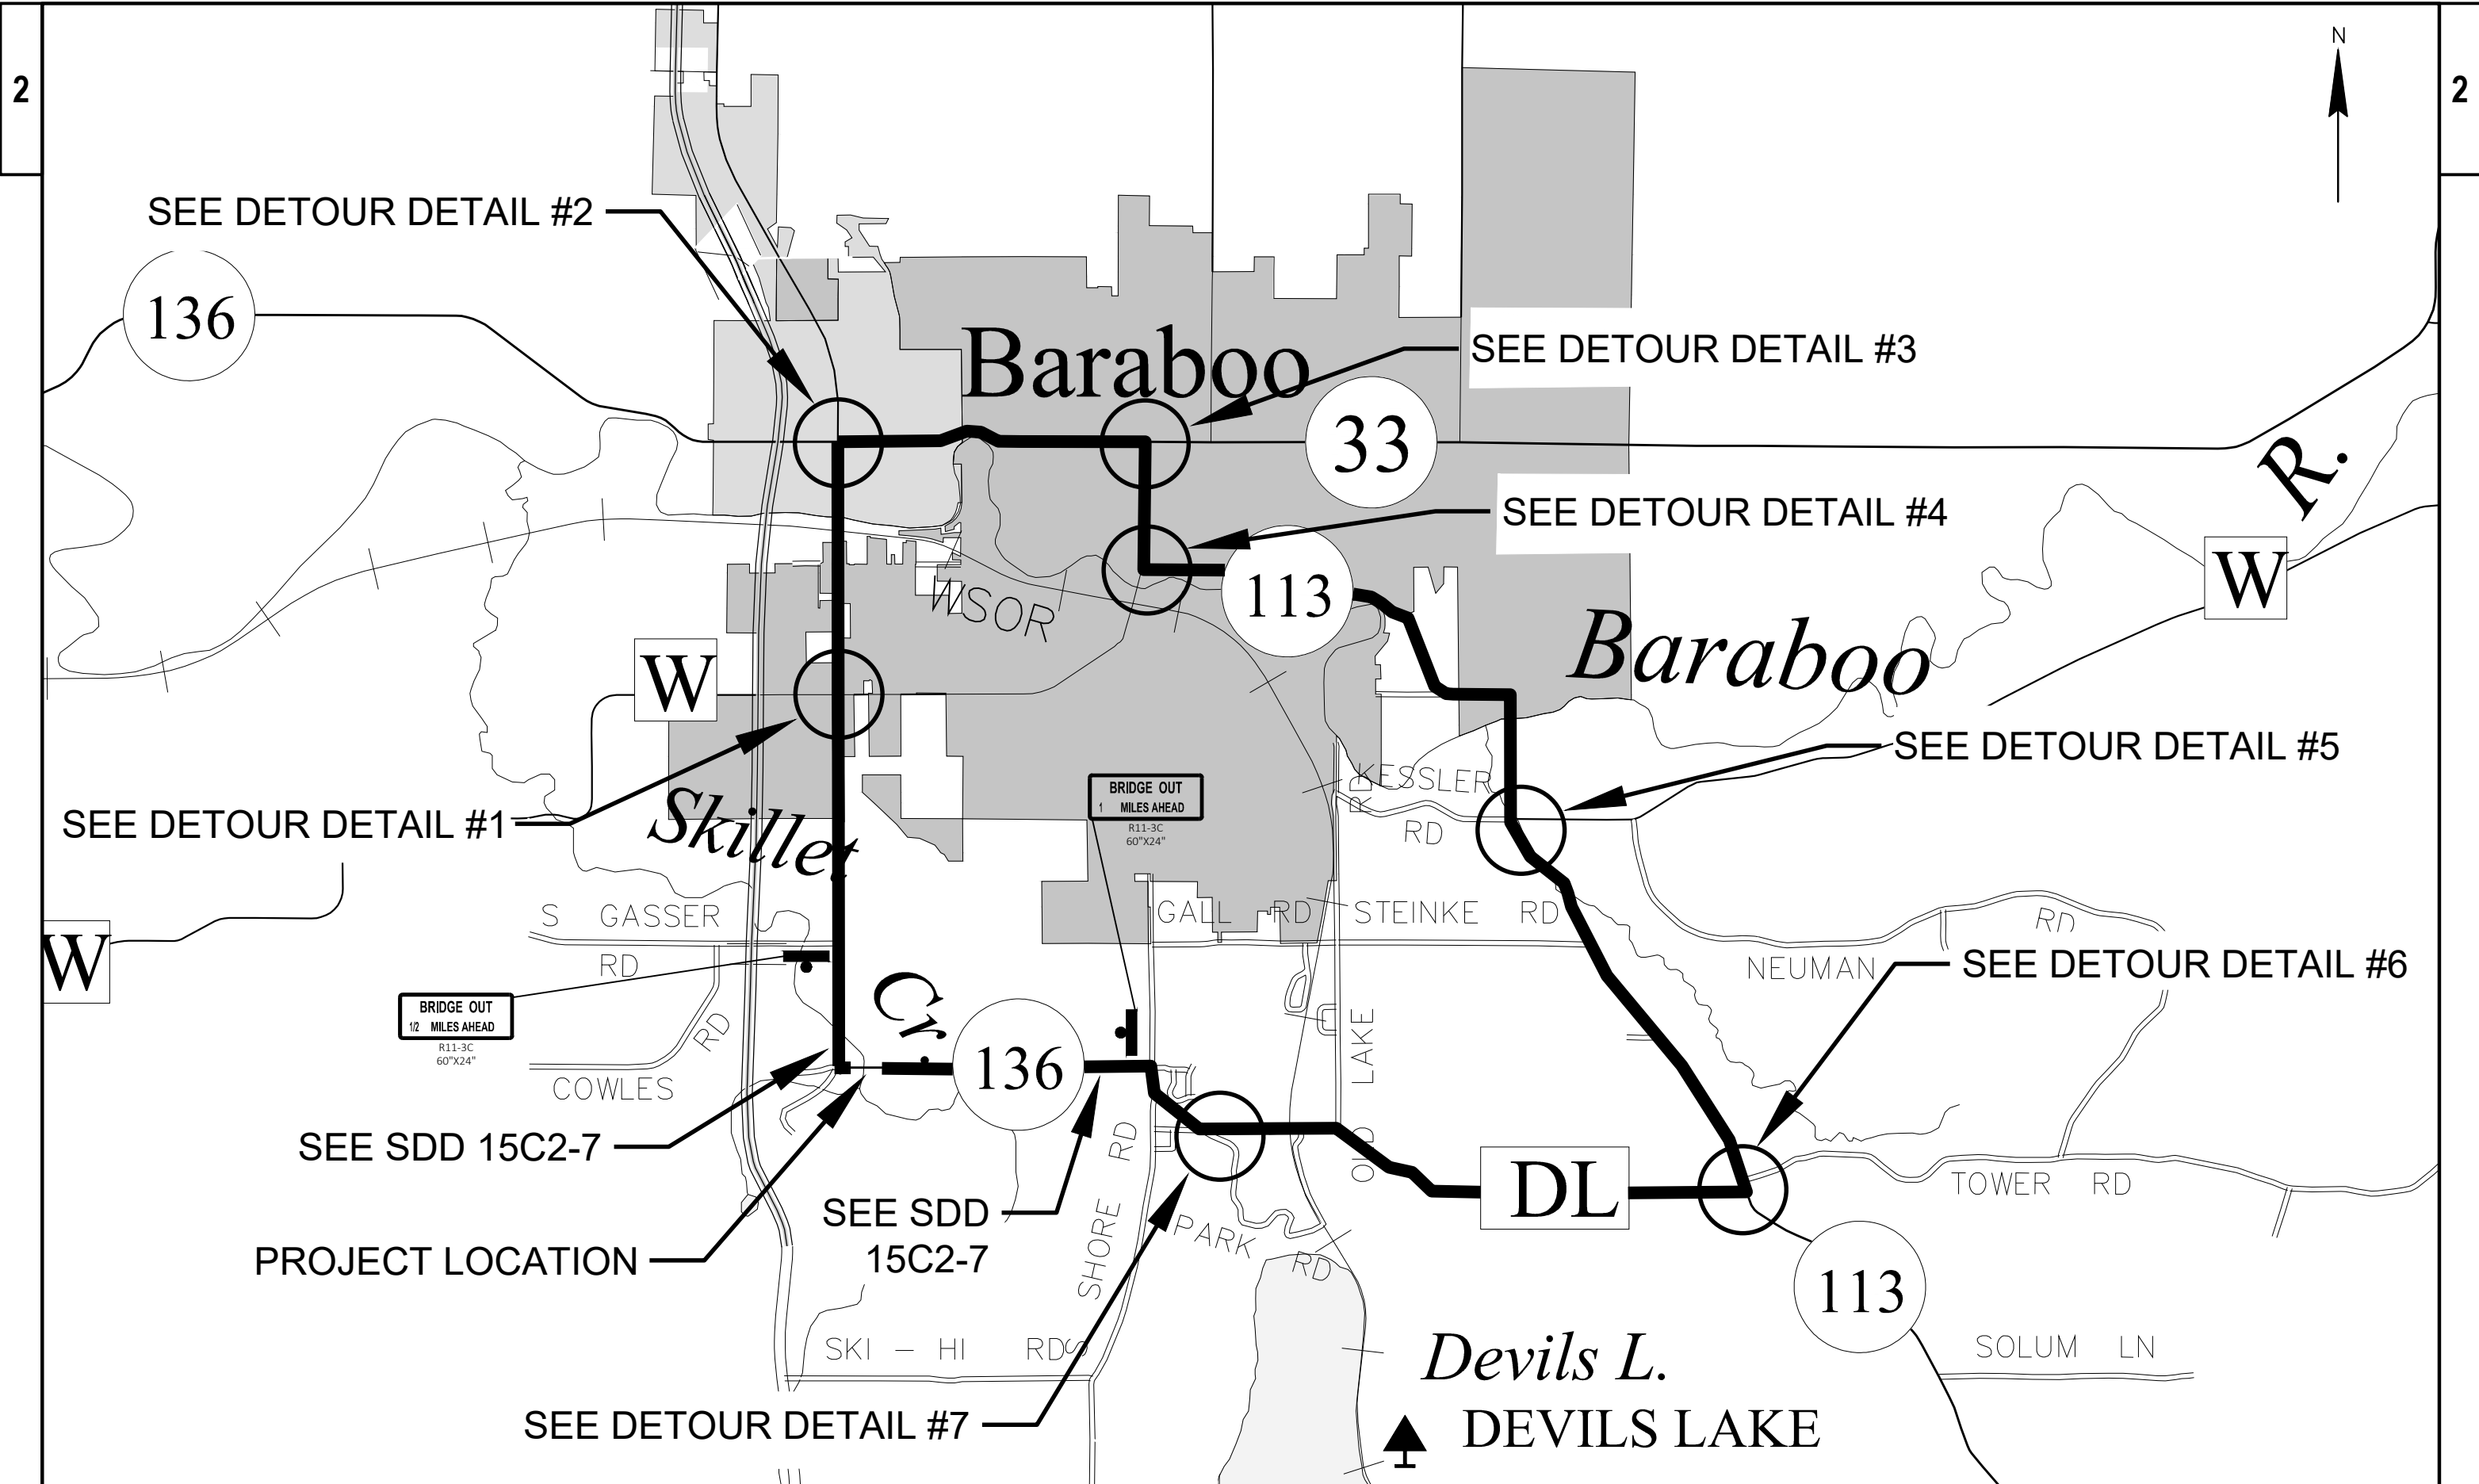 2
2
N
SEE DETOUR DETAIL #2
136
Baraboo
SEE DETOUR DETAIL #3
33
R.
SEE DETOUR DETAIL #4
W
113
WSOR
Baraboo
W
SEE DETOUR DETAIL #5
KESSLER
RD
RD
BRIDGE OUT
1 MILES AHEAD
R11-3C
60"X24"
SEE DETOUR DETAIL #1
Skillet
S GASSER
RD
GALL RD
STEINKE RD
RD
NEUMAN
SEE DETOUR DETAIL #6
W
BRIDGE OUT
1/2 MILES AHEAD
R11-3C
60"X24"
RD
Cr.
136
OLD LAKE
COWLES
SEE SDD 15C2-7
DL
TOWER RD
SEE SDD
15C2-7
SHORE RD
PARK
RD
PROJECT LOCATION
113
SKI - HI RD
S
Devils L.
SOLUM LN
SEE DETOUR DETAIL #7
DEVILS LAKE